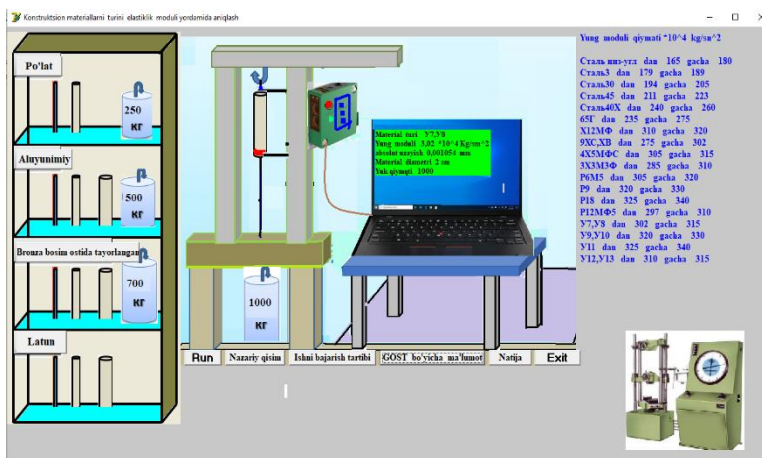 Konstruktsion materiallarni turini elastiklik moduli yordamida aniqlash
Po'lat
250
КГ
Aluyunimiy
500
КГ
Bronza bosim ostida tayorlangan
700
КГ
Latun
1000
КГ
Material turi У7,У8
Yung moduli 3,02 *10^4 Kg/sm^2
absolut uzayish 0,001054 mm
Material diametri 2 sm
Yuk qiymqti 1000
Run
Nazariy qisim
Ishni bajarish tartibi
GOST bo'yicha ma'lumot
Natija
Exit
Yung moduli qiymati *10^4 kg/sn^2
Сталь низ-угл dan 165 gacha 180
Сталь3 dan 179 gacha 189
Сталь30 dan 194 gacha 205
Сталь45 dan 211 gacha 223
Сталь40Х dan 240 gacha 260
65Г dan 235 gacha 275
Х12МФ dan 310 gacha 320
9ХС,ХВ dan 275 gacha 302
4Х5МФС dan 305 gacha 315
3Х3М3Ф dan 285 gacha 310
Р6М5 dan 305 gacha 320
Р9 dan 320 gacha 330
Р18 dan 325 gacha 340
Р12МФ5 dan 297 gacha 310
У7,У8 dan 302 gacha 315
У9,У10 dan 320 gacha 330
У11 dan 325 gacha 340
У12,У13 dan 310 gacha 315